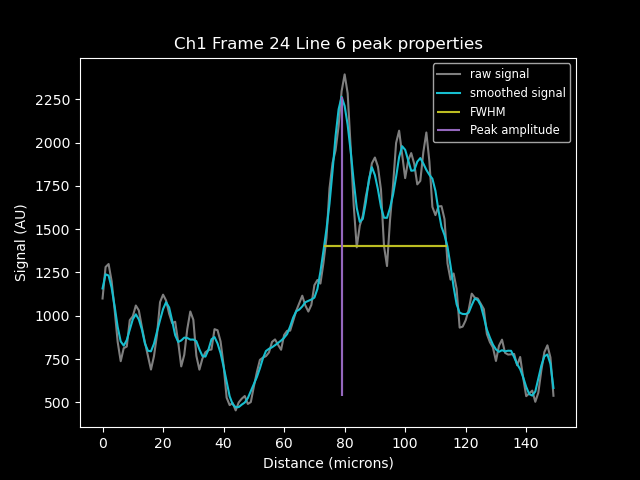 Ch1 Frame 24 Line 6 peak properties
raw signal
smoothed signal
FWHM
Peak amplitude
Signal (AU)
2250
2000
1750
1500
1250
1000
750
500
0 20 40 60 80 100 120 140
Distance (microns)